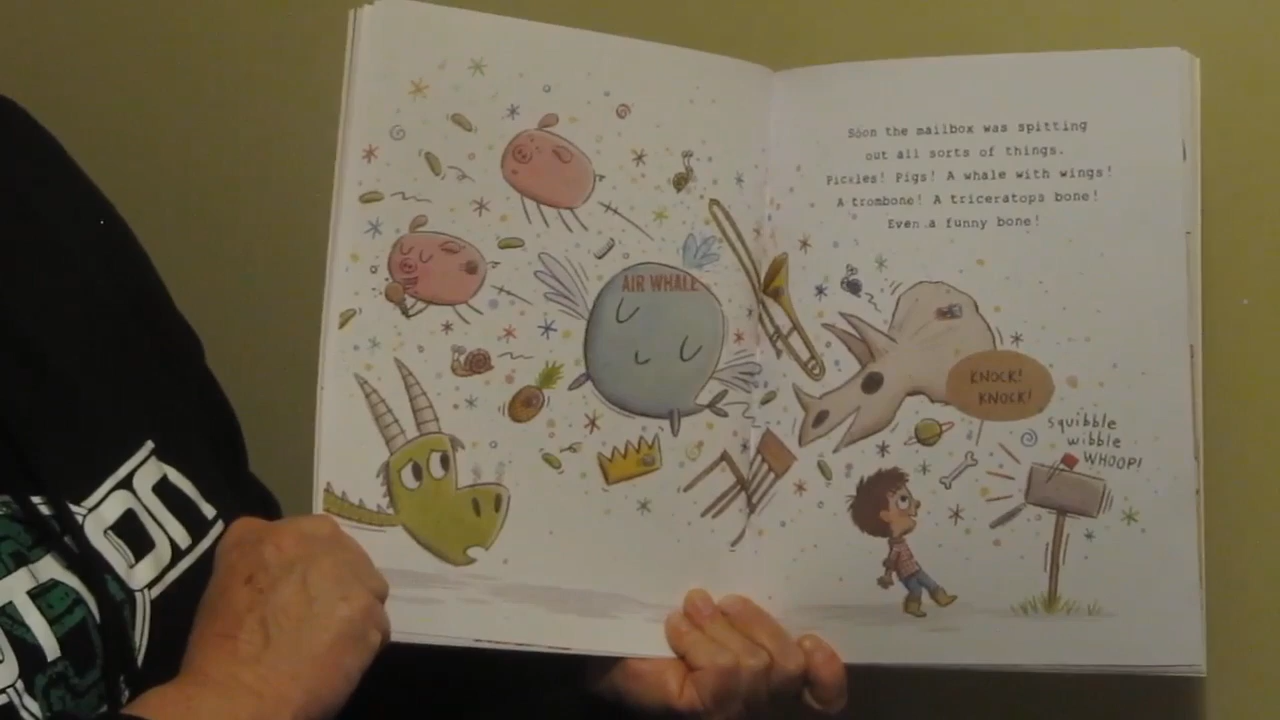 Soon the mailbox was spitting
out all sorts of things.
Pickles! Pigs! A whale with wings!
A trombone! A triceratops bone!
Even a funny bone!
AIR WHALE
KNOCK!
KNOCK!
squibble
wibble
WHOOP!